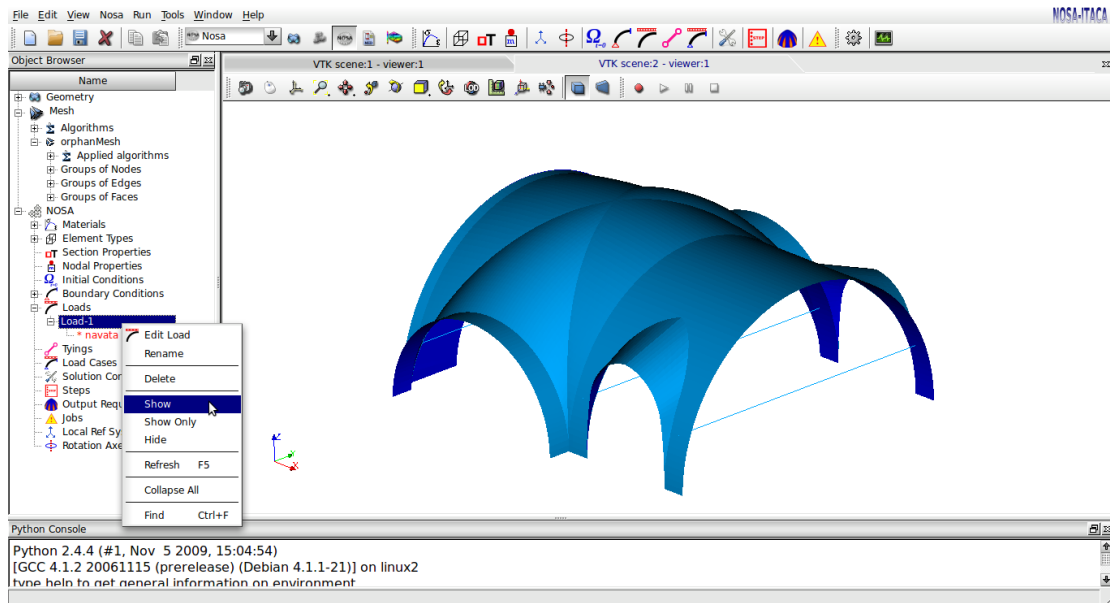 File Edit View Nosa Run Tools Window Help
NOSA-ITACA
Nosa
Object Browser
VTK scene:1 - viewer:1
VTK scene:2 - viewer:1
Name
Geometry
Mesh
Algorithms
orphanMesh
Applied algorithms
Groups of Nodes
Groups of Edges
Groups of Faces
NOSA
Materials
Element Types
Section Properties
Nodal Properties
Initial Conditions
Boundary Conditions
Loads
Load-1
* navata
Tyings
Load Cases
Solution Con
Steps
Output Requ
Jobs
Local Ref Sy
Rotation Axe
Edit Load
Rename
Delete
Show
Show Only
Hide
Refresh F5
Collapse All
Find Ctrl+F
Z
Y
X
Python Console
Python 2.4.4 (#1, Nov 5 2009, 15:04:54)
[GCC 4.1.2 20061115 (prerelease) (Debian 4.1.1-21)] on linux2
type help to get general information on environment